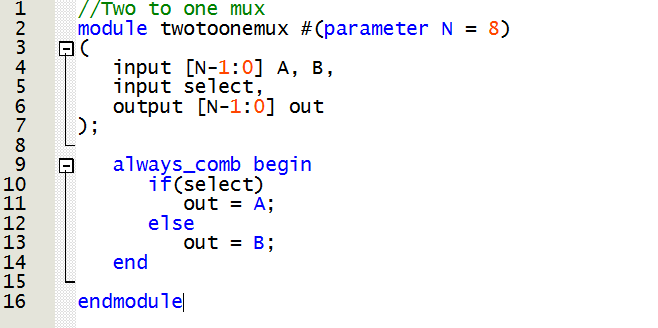 1 //Two to one mux
2 module twotoonemux #(parameter N = 8)
3 (
4 input [N-1:0] A, B,
5 input select,
6 output [N-1:0] out
7 );
8
9 always_comb begin
10 if(select)
11 out = A;
12 else
13 out = B;
14 end
15
16 endmodule